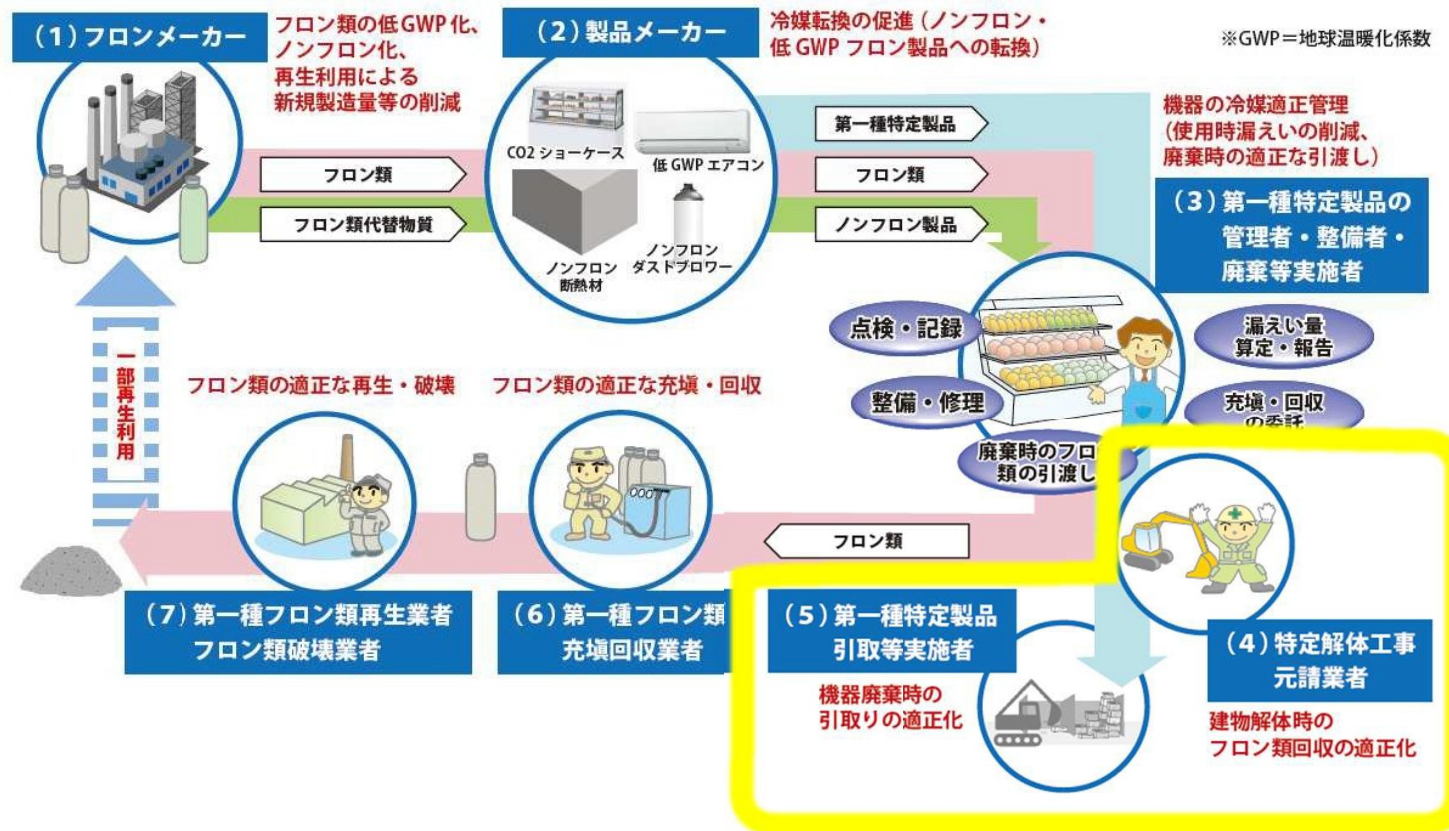 (1)フロンメーカー
フロン類の低GWP化、
ノンフロン化、
再生利用による
新規製造量等の削減
(2)製品メーカー
冷媒転換の促進(ノンフロン・
低GWPフロン製品への転換)
※GWP＝地球温暖化係数
CO2ショーケース
低GWPエアコン
ノンフロン
断熱材
ノンフロン
ダストブロワー
フロン類
フロン類代替物質
第一種特定製品
フロン類
ノンフロン製品
機器の冷媒適正管理
(使用時漏えいの削減、
廃棄時の適正な引渡し)
(3)第一種特定製品の
管理者・整備者・
廃棄等実施者
点検・記録
整備・修理
廃棄時のフロン
類の引渡し
漏えい量
算定・報告
充塡・回収
の委託
(4)特定解体工事
元請業者
建物解体時の
フロン類回収の適正化
(5)第一種特定製品
引取等実施者
機器廃棄時の
引取りの適正化
フロン類
フロン類の適正な充塡・回収
(6)第一種フロン類
充塡回収業者
フロン類の適正な再生・破壊
(7)第一種フロン類再生業者
フロン類破壊業者
一部再生利用